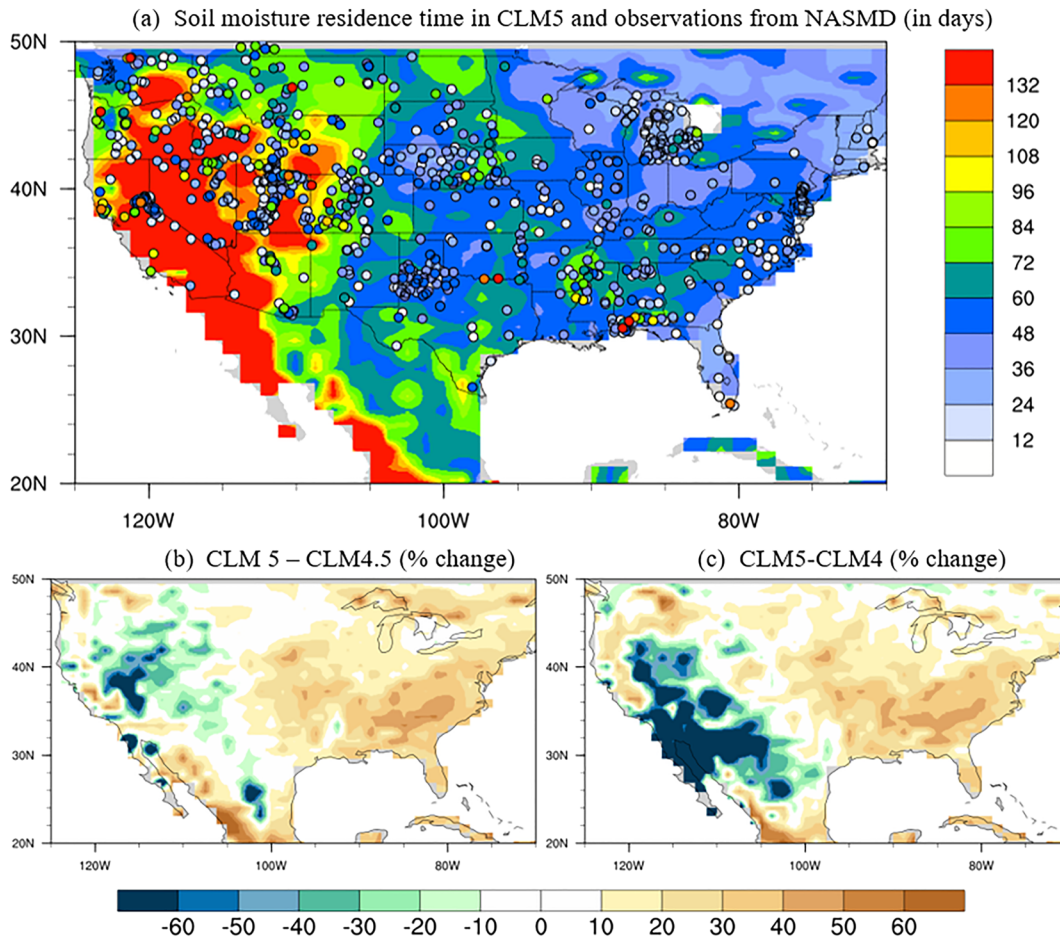 (a) Soil moisture residence time in CLM5 and observations from NASMD (in days)
50N
40N
30N
20N
120W
100W
80W
132
120
108
96
84
72
60
48
36
24
12
(b) CLM 5 – CLM4.5 (% change)
50N
40N
30N
20N
120W
100W
80W
(c) CLM5-CLM4 (% change)
50N
40N
30N
20N
120W
100W
80W
-60 -50 -40 -30 -20 -10 0 10 20 30 40 50 60